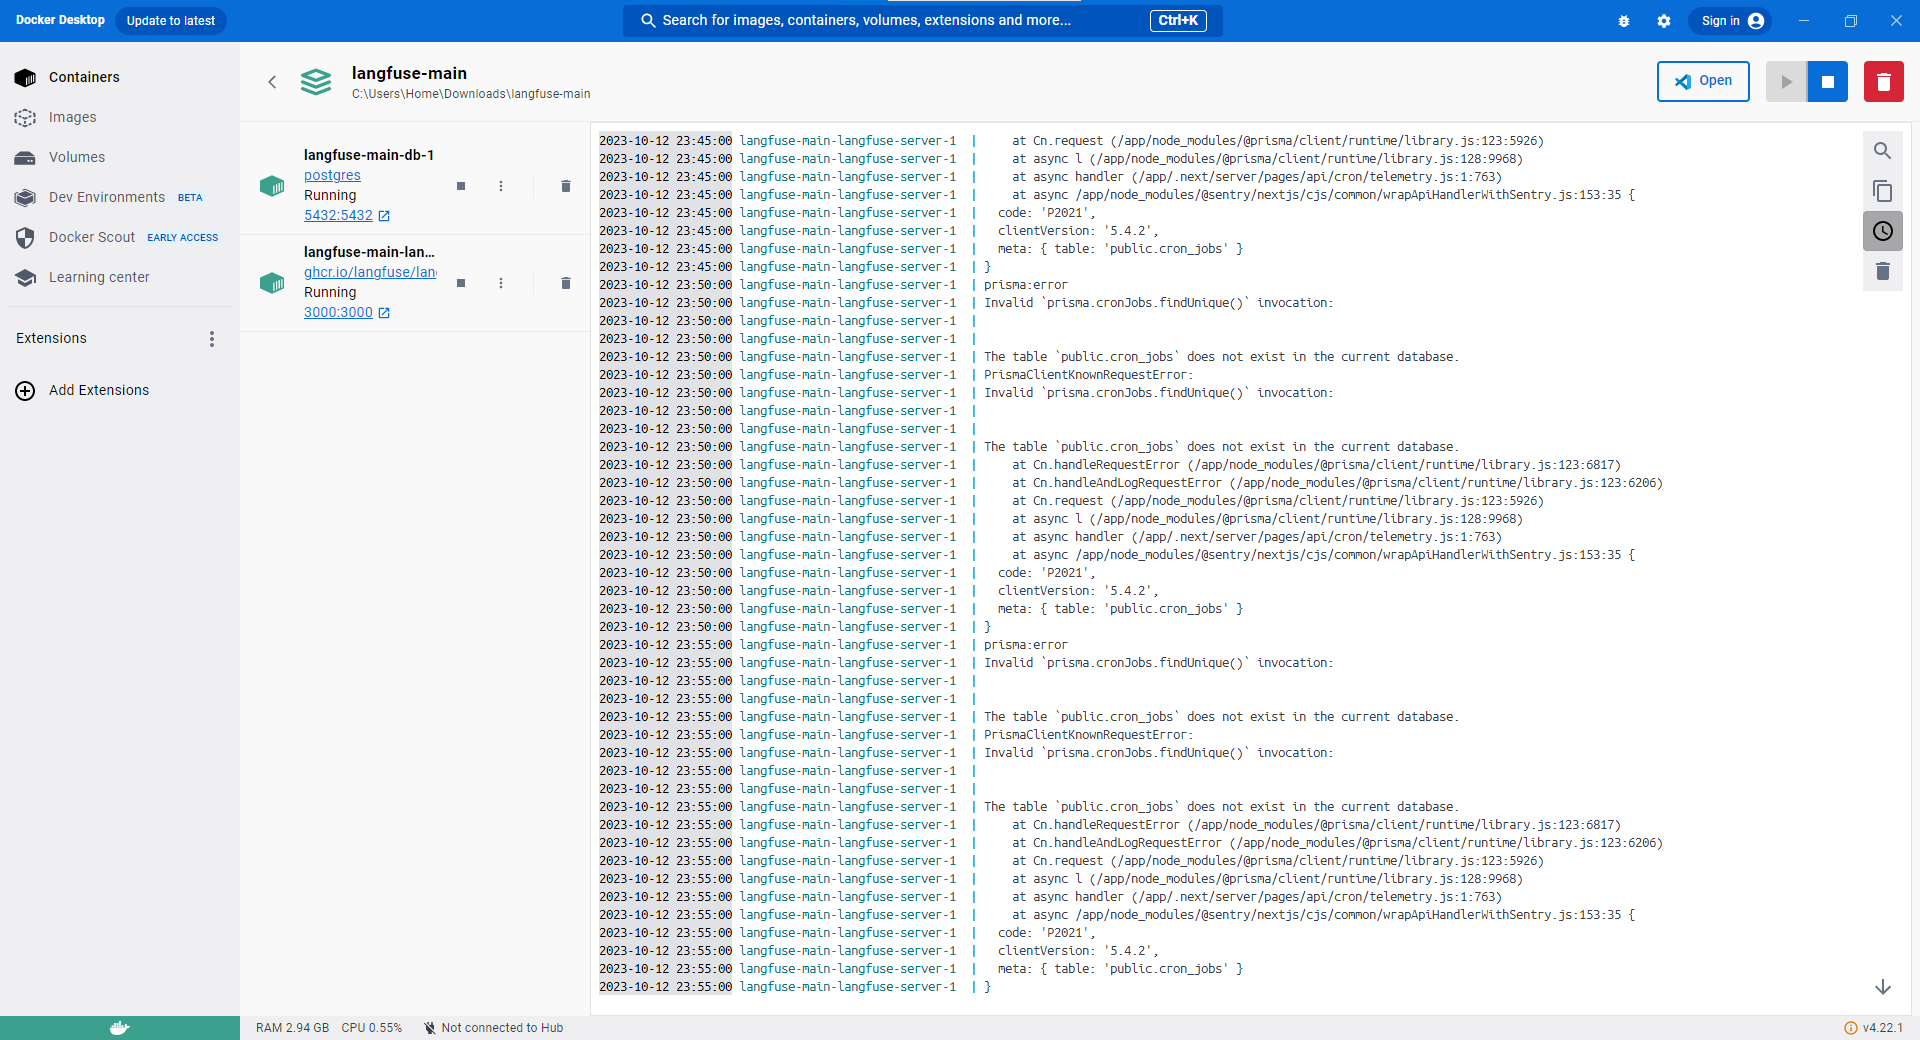 Docker Desktop
Update to latest
Search for images, containers, volumes, extensions and more...
Ctrl+K
Sign in
Containers
Images
Volumes
Dev Environments BETA
Docker Scout EARLY ACCESS
Learning center
Extensions
Add Extensions
langfuse-main
C:\Users\Home\Downloads\langfuse-main
Open
langfuse-main-db-1
postgres
Running
5432:5432
langfuse-main-lan...
ghcr.io/langfuse/lan
Running
3000:3000
2023-10-12 23:45:00 langfuse-main-langfuse-server-1 | at Cn.request (/app/node_modules/@prisma/client/runtime/library.js:123:5926)
2023-10-12 23:45:00 langfuse-main-langfuse-server-1 | at async l (/app/node_modules/@prisma/client/runtime/library.js:128:9968)
2023-10-12 23:45:00 langfuse-main-langfuse-server-1 | at async handler (/app/.next/server/pages/api/cron/telemetry.js:1:763)
2023-10-12 23:45:00 langfuse-main-langfuse-server-1 | at async /app/node_modules/@sentry/nextjs/cjs/common/wrapApiHandlerWithSentry.js:153:35 {
2023-10-12 23:45:00 langfuse-main-langfuse-server-1 | code: 'P2021',
2023-10-12 23:45:00 langfuse-main-langfuse-server-1 | clientVersion: '5.4.2',
2023-10-12 23:45:00 langfuse-main-langfuse-server-1 | meta: { table: 'public.cron_jobs' }
2023-10-12 23:45:00 langfuse-main-langfuse-server-1 | }
2023-10-12 23:50:00 langfuse-main-langfuse-server-1 | prisma:error
2023-10-12 23:50:00 langfuse-main-langfuse-server-1 | Invalid `prisma.cronJobs.findUnique()` invocation:
2023-10-12 23:50:00 langfuse-main-langfuse-server-1 |
2023-10-12 23:50:00 langfuse-main-langfuse-server-1 |
2023-10-12 23:50:00 langfuse-main-langfuse-server-1 | The table `public.cron_jobs` does not exist in the current database.
2023-10-12 23:50:00 langfuse-main-langfuse-server-1 | PrismaClientKnownRequestError:
2023-10-12 23:50:00 langfuse-main-langfuse-server-1 | Invalid `prisma.cronJobs.findUnique()` invocation:
2023-10-12 23:50:00 langfuse-main-langfuse-server-1 |
2023-10-12 23:50:00 langfuse-main-langfuse-server-1 |
2023-10-12 23:50:00 langfuse-main-langfuse-server-1 | The table `public.cron_jobs` does not exist in the current database.
2023-10-12 23:50:00 langfuse-main-langfuse-server-1 | at Cn.handleRequestError (/app/node_modules/@prisma/client/runtime/library.js:123:6817)
2023-10-12 23:50:00 langfuse-main-langfuse-server-1 | at Cn.handleAndLogRequestError (/app/node_modules/@prisma/client/runtime/library.js:123:6206)
2023-10-12 23:50:00 langfuse-main-langfuse-server-1 | at Cn.request (/app/node_modules/@prisma/client/runtime/library.js:123:5926)
2023-10-12 23:50:00 langfuse-main-langfuse-server-1 | at async l (/app/node_modules/@prisma/client/runtime/library.js:128:9968)
2023-10-12 23:50:00 langfuse-main-langfuse-server-1 | at async handler (/app/.next/server/pages/api/cron/telemetry.js:1:763)
2023-10-12 23:50:00 langfuse-main-langfuse-server-1 | at async /app/node_modules/@sentry/nextjs/cjs/common/wrapApiHandlerWithSentry.js:153:35 {
2023-10-12 23:50:00 langfuse-main-langfuse-server-1 | code: 'P2021',
2023-10-12 23:50:00 langfuse-main-langfuse-server-1 | clientVersion: '5.4.2',
2023-10-12 23:50:00 langfuse-main-langfuse-server-1 | meta: { table: 'public.cron_jobs' }
2023-10-12 23:50:00 langfuse-main-langfuse-server-1 | }
2023-10-12 23:55:00 langfuse-main-langfuse-server-1 | prisma:error
2023-10-12 23:55:00 langfuse-main-langfuse-server-1 | Invalid `prisma.cronJobs.findUnique()` invocation:
2023-10-12 23:55:00 langfuse-main-langfuse-server-1 |
2023-10-12 23:55:00 langfuse-main-langfuse-server-1 |
2023-10-12 23:55:00 langfuse-main-langfuse-server-1 | The table `public.cron_jobs` does not exist in the current database.
2023-10-12 23:55:00 langfuse-main-langfuse-server-1 | PrismaClientKnownRequestError:
2023-10-12 23:55:00 langfuse-main-langfuse-server-1 | Invalid `prisma.cronJobs.findUnique()` invocation:
2023-10-12 23:55:00 langfuse-main-langfuse-server-1 |
2023-10-12 23:55:00 langfuse-main-langfuse-server-1 |
2023-10-12 23:55:00 langfuse-main-langfuse-server-1 | The table `public.cron_jobs` does not exist in the current database.
2023-10-12 23:55:00 langfuse-main-langfuse-server-1 | at Cn.handleRequestError (/app/node_modules/@prisma/client/runtime/library.js:123:6817)
2023-10-12 23:55:00 langfuse-main-langfuse-server-1 | at Cn.handleAndLogRequestError (/app/node_modules/@prisma/client/runtime/library.js:123:6206)
2023-10-12 23:55:00 langfuse-main-langfuse-server-1 | at Cn.request (/app/node_modules/@prisma/client/runtime/library.js:123:5926)
2023-10-12 23:55:00 langfuse-main-langfuse-server-1 | at async l (/app/node_modules/@prisma/client/runtime/library.js:128:9968)
2023-10-12 23:55:00 langfuse-main-langfuse-server-1 | at async handler (/app/.next/server/pages/api/cron/telemetry.js:1:763)
2023-10-12 23:55:00 langfuse-main-langfuse-server-1 | at async /app/node_modules/@sentry/nextjs/cjs/common/wrapApiHandlerWithSentry.js:153:35 {
2023-10-12 23:55:00 langfuse-main-langfuse-server-1 | code: 'P2021',
2023-10-12 23:55:00 langfuse-main-langfuse-server-1 | clientVersion: '5.4.2',
2023-10-12 23:55:00 langfuse-main-langfuse-server-1 | meta: { table: 'public.cron_jobs' }
2023-10-12 23:55:00 langfuse-main-langfuse-server-1 | }
RAM 2.94 GB CPU 0.55% Not connected to Hub
v4.22.1